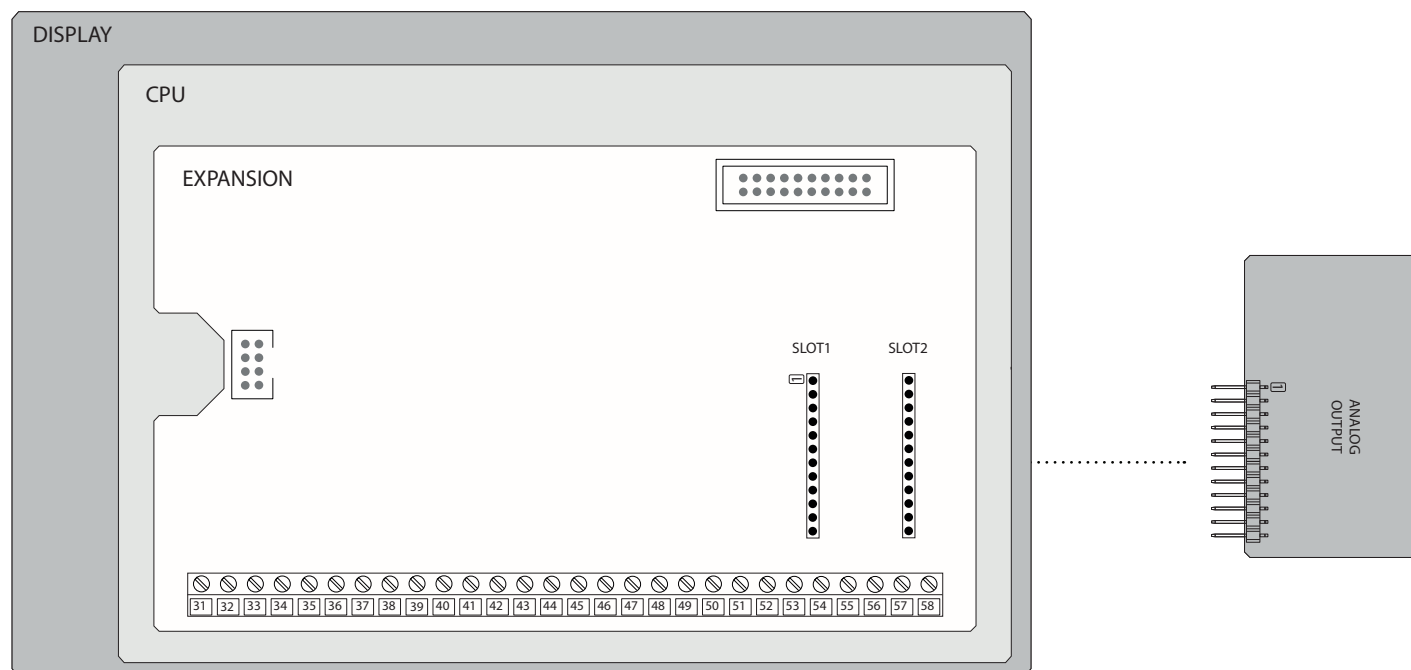 DISPLAY
CPU
EXPANSION
SLOT1 SLOT2
1
1
ANALOG
OUTPUT
31 32 33 34 35 36 37 38 39 40 41 42 43 44 45 46 47 48 49 50 51 52 53 54 55 56 57 58